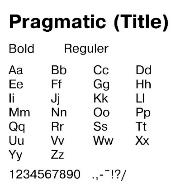 Pragmatic (Title)
Bold Reguler
Aa Bb Cc Dd
Ee Ff Gg Hh
Ii Jj Kk Ll
Mm Nn Oo Pp
Qq Rr Ss Tt
Uu Vv Ww Xx
Yy Zz
1234567890 .,-~!?/